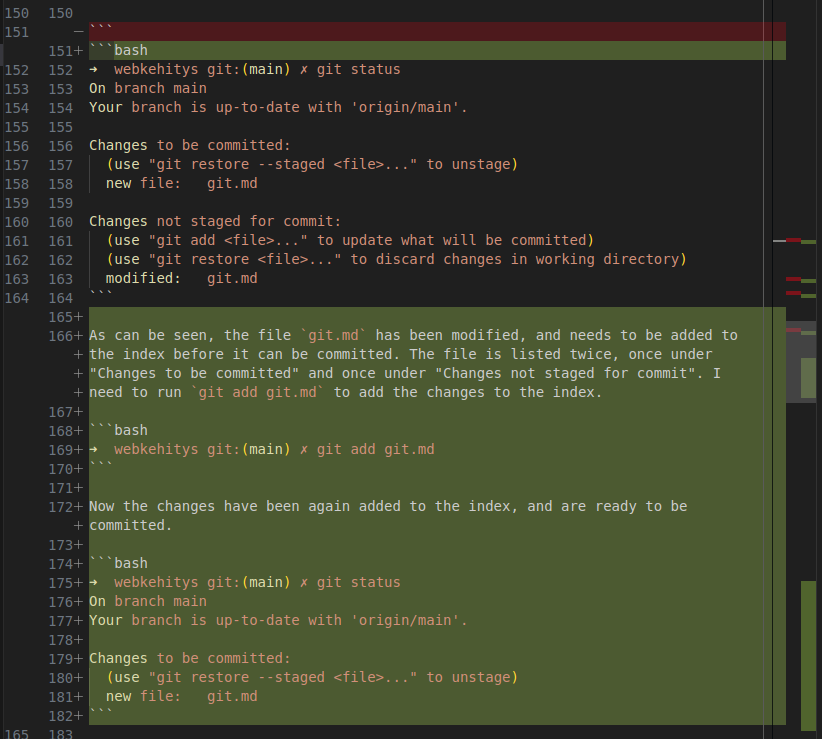 150 150
151 − ```
151+ ```bash
152 152 ➜  webkehitys git:(main) ✗ git status
153 153 On branch main
154 154 Your branch is up-to-date with 'origin/main'.
155 155
156 156 Changes to be committed:
157 157   (use "git restore --staged <file>..." to unstage)
158 158   new file:   git.md
159 159
160 160 Changes not staged for commit:
161 161   (use "git add <file>..." to update what will be committed)
162 162   (use "git restore <file>..." to discard changes in working directory)
163 163   modified:   git.md
164 164 ```
165+
166+ As can be seen, the file `git.md` has been modified, and needs to be added to
+ the index before it can be committed. The file is listed twice, once under
+ "Changes to be committed" and once under "Changes not staged for commit". I
+ need to run `git add git.md` to add the changes to the index.
167+
168+ ```bash
169+ ➜  webkehitys git:(main) ✗ git add git.md
170+ ```
171+
172+ Now the changes have been again added to the index, and are ready to be
+ committed.
173+
174+ ```bash
175+ ➜  webkehitys git:(main) ✗ git status
176+ On branch main
177+ Your branch is up-to-date with 'origin/main'.
178+
179+ Changes to be committed:
180+   (use "git restore --staged <file>..." to unstage)
181+   new file:   git.md
182+ ```
165 183